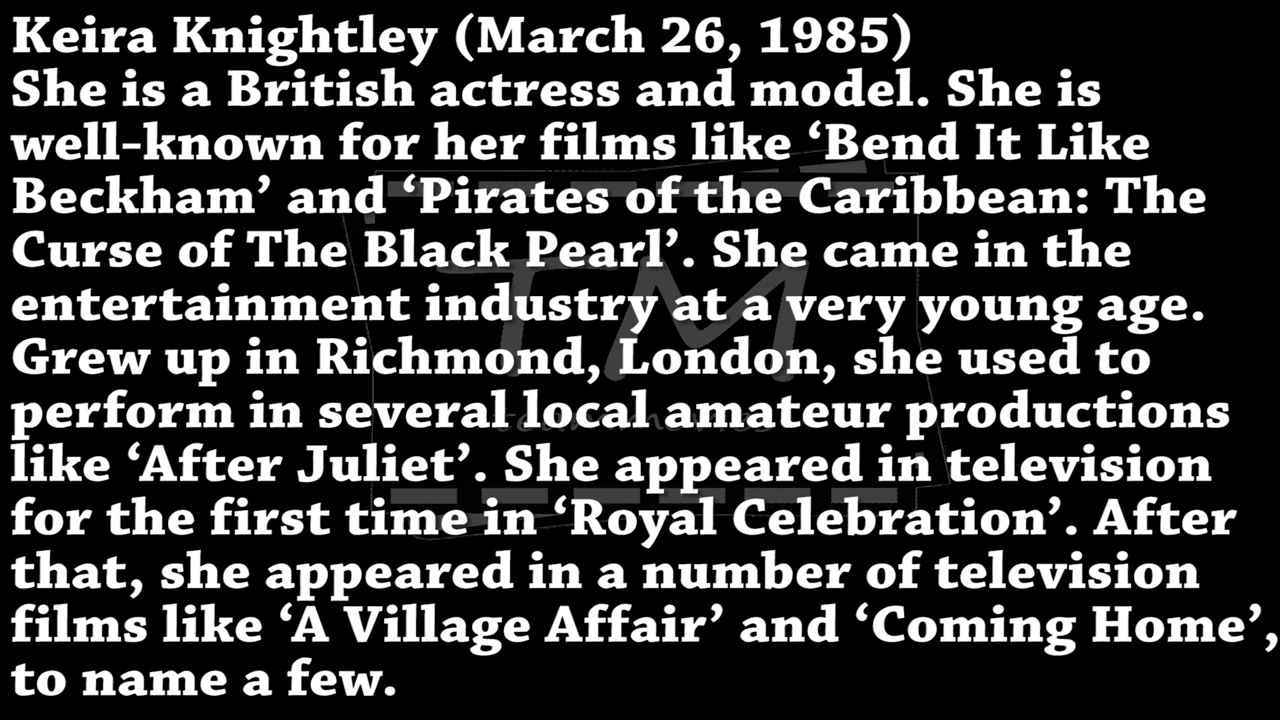 Keira Knightley (March 26, 1985)
She is a British actress and model. She is
well-known for her films like ‘Bend It Like
Beckham’ and ‘Pirates of the Caribbean: The
Curse of The Black Pearl’. She came in the
entertainment industry at a very young age.
Grew up in Richmond, London, she used to
perform in several local amateur productions
like ‘After Juliet’. She appeared in television
for the first time in ‘Royal Celebration’. After
that, she appeared in a number of television
films like ‘A Village Affair’ and ‘Coming Home’,
to name a few.
TM